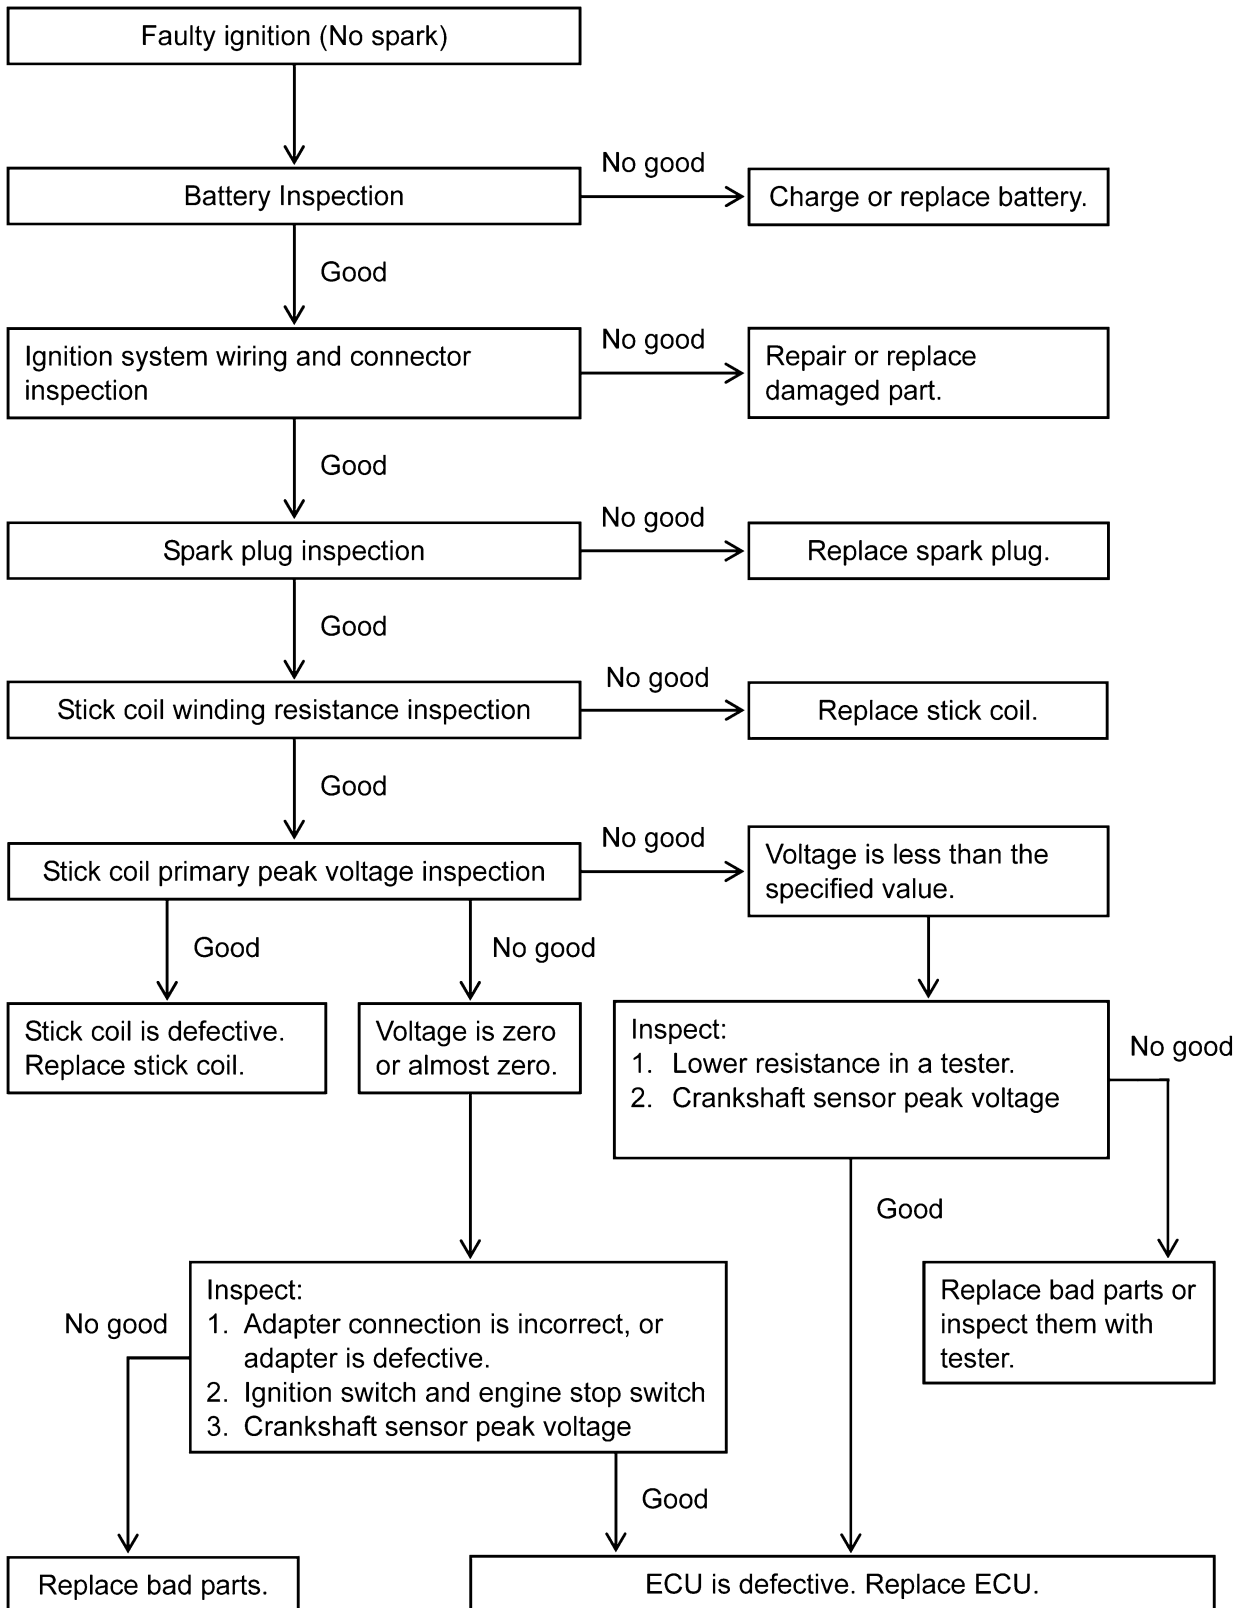 Faulty ignition (No spark)
No good
Battery Inspection
Charge or replace battery.
Good
No good
Ignition system wiring and connector
inspection
Repair or replace
damaged part.
Good
No good
Spark plug inspection
Replace spark plug.
Good
No good
Stick coil winding resistance inspection
Replace stick coil.
Good
No good
Stick coil primary peak voltage inspection
Voltage is less than the
specified value.
Good
No good
Stick coil is defective.
Replace stick coil.
Voltage is zero
or almost zero.
Inspect:
1. Lower resistance in a tester.
2. Crankshaft sensor peak voltage
No good
Good
Replace bad parts or
inspect them with
tester.
No good
Inspect:
1. Adapter connection is incorrect, or
adapter is defective.
2. Ignition switch and engine stop switch
3. Crankshaft sensor peak voltage
Good
Replace bad parts.
ECU is defective. Replace ECU.